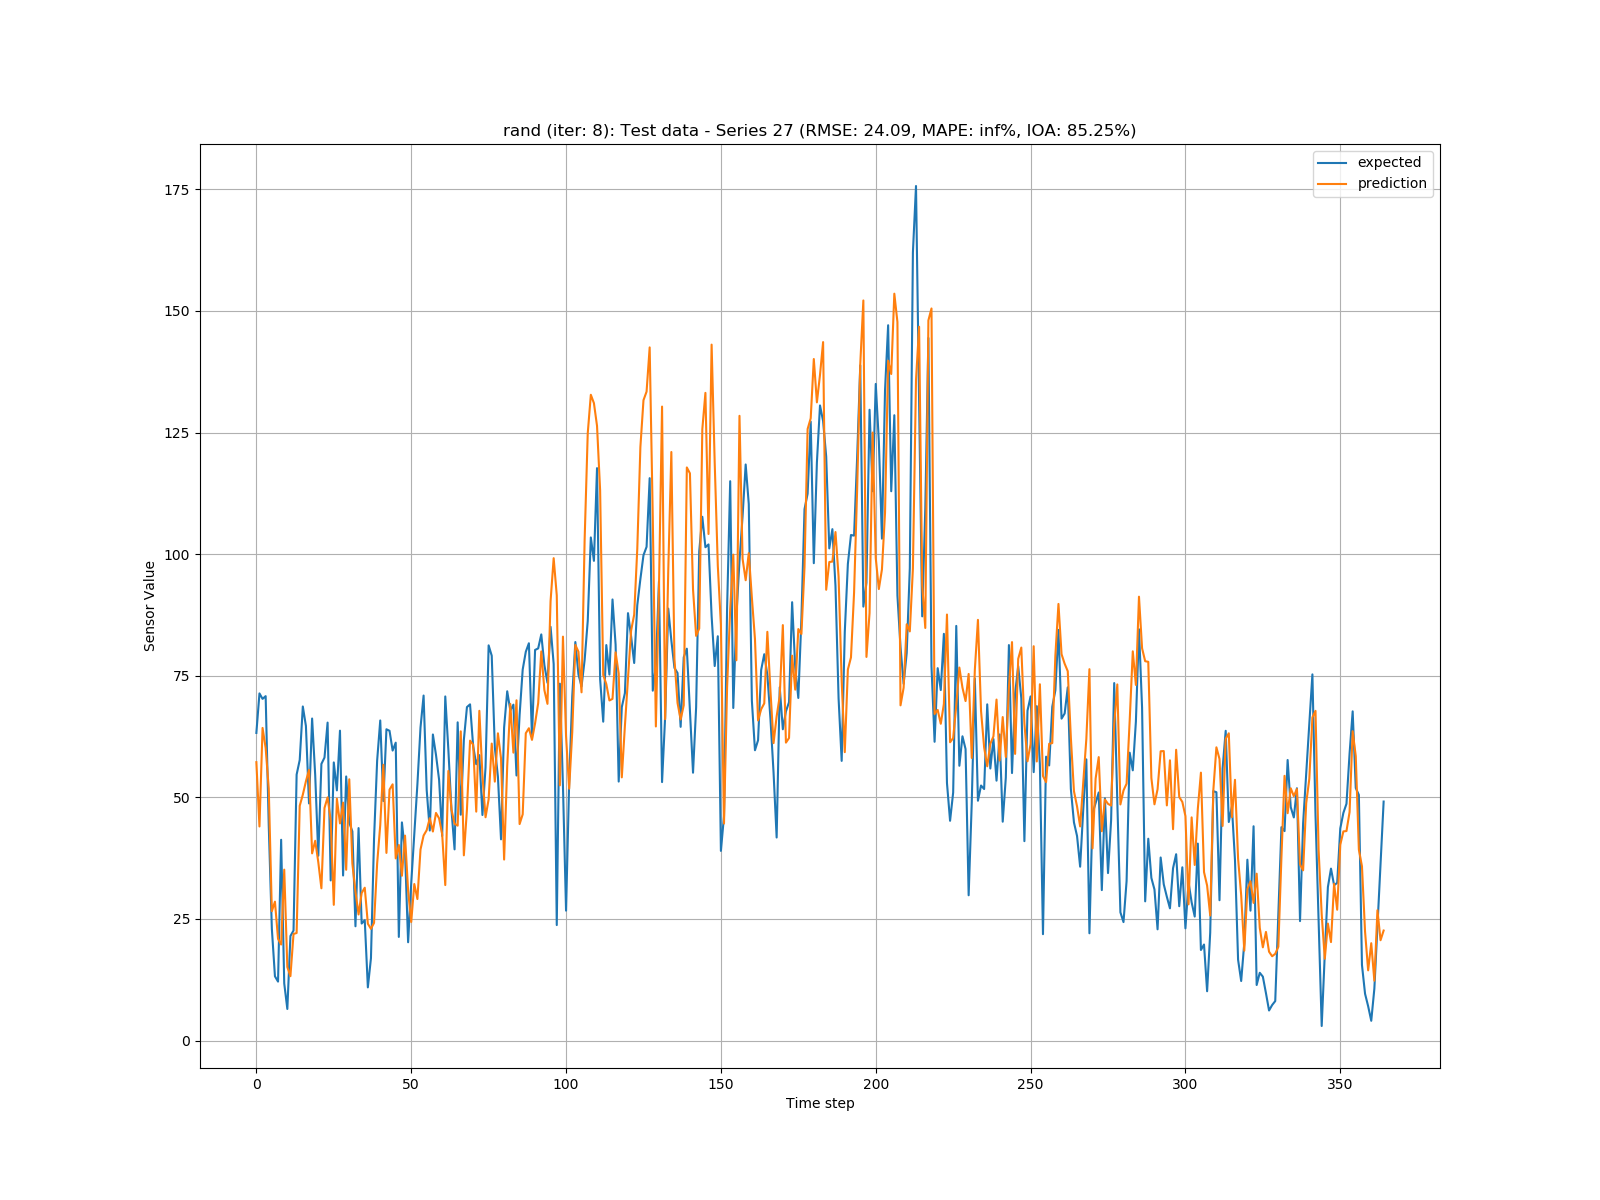 rand (iter: 8): Test data - Series 27 (RMSE: 24.09, MAPE: inf%, IOA: 85.25%)
expected
prediction
175
150
125
100
75
50
25
0
Sensor Value
0 50 100 150 200 250 300 350
Time step